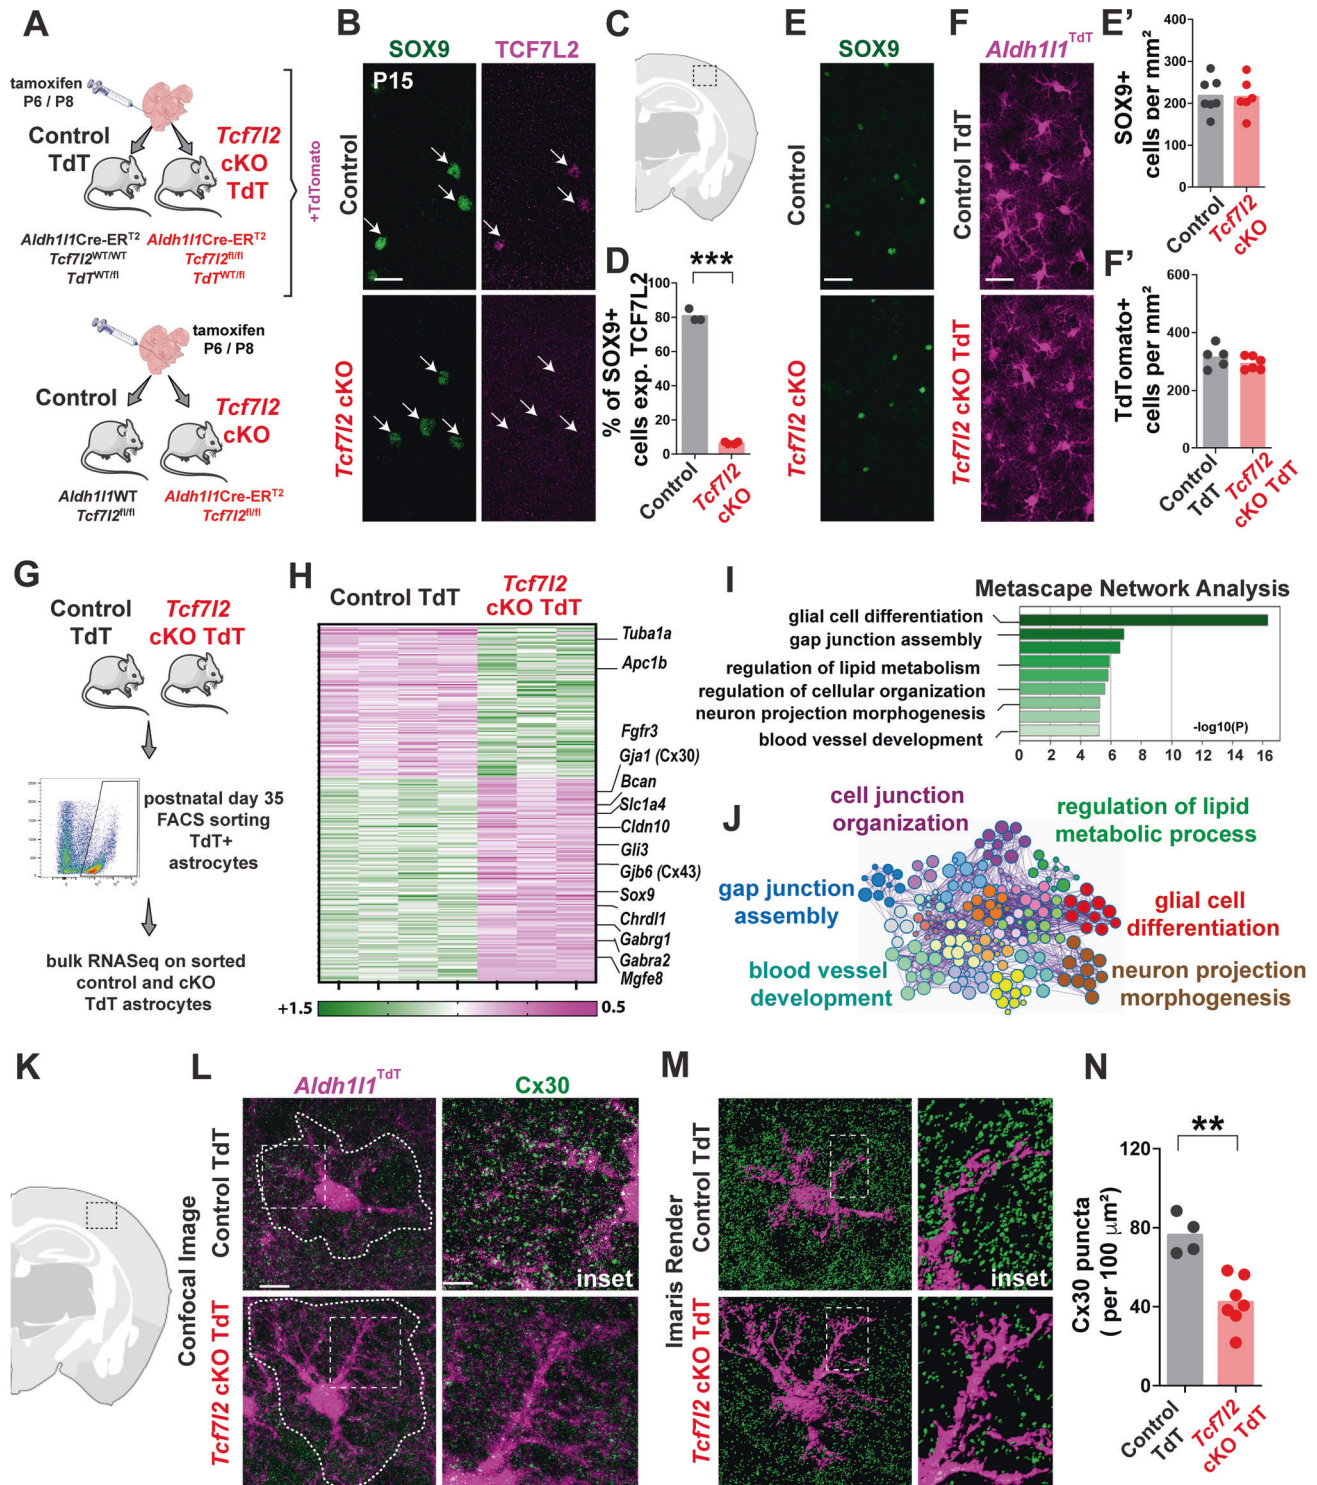 A
tamoxifen
P6 / P8
Control
TdT
Tcf7l2
cKO
TdT
+TdTomato
Aldh1l1Cre-ERT2
Tcf7l2WT/WT
TdTWT/fl
Aldh1l1Cre-ERT2
Tcf7l2fl/fl
TdTWT/fl
tamoxifen
P6 / P8
Control
Tcf7l2
cKO
Aldh1l1WT
Tcf7l2fl/fl
Aldh1l1Cre-ERT2
Tcf7l2fl/fl
B
SOX9
TCF7L2
P15
Control
Tcf7l2 cKO
C
D
***
% of SOX9+
cells exp. TCF7L2
100
80
60
40
20
0
Control
Tcf7l2
cKO
E
SOX9
Control
Tcf7l2 cKO
F
Aldh1l1TdT
Control TdT
Tcf7l2 cKO TdT
E'
SOX9+
cells per mm²
400
300
200
100
0
Control
Tcf7l2
cKO
F'
TdTomato+
cells per mm²
600
400
200
0
Control
TdT
Tcf7l2
cKO TdT
G
Control
TdT
Tcf7l2
cKO TdT
postnatal day 35
FACS sorting
TdT+
astrocytes
bulk RNASeq on sorted
control and cKO
TdT astrocytes
H
Control TdT
Tcf7l2
cKO TdT
Tuba1a
Apc1b
Fgfr3
Gja1 (Cx30)
Bcan
Slc1a4
Cldn10
Gli3
Gjb6 (Cx43)
Sox9
Chrdl1
Gabrg1
Gabra2
Mgfe8
+1.5
0.5
I
Metascape Network Analysis
glial cell differentiation
gap junction assembly
regulation of lipid metabolism
regulation of cellular organization
neuron projection morphogenesis
blood vessel development
-log10(P)
0 2 4 6 8 10 12 14 16
J
cell junction
organization
regulation of lipid
metabolic process
gap junction
assembly
glial cell
differentiation
blood vessel
development
neuron projection
morphogenesis
K
L
Aldh1l1TdT
Cx30
Confocal Image
Control TdT
inset
Tcf7l2 cKO TdT
M
Imaris Render
Control TdT
inset
Tcf7l2 cKO TdT
N
**
Cx30 puncta
( per 100 µm²)
120
80
40
0
Control
TdT
Tcf7l2
cKO TdT